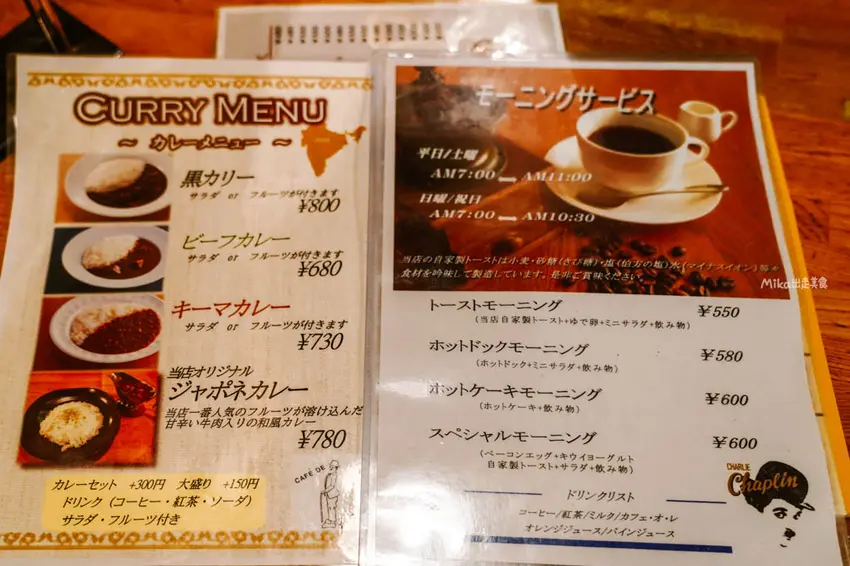 CURRY MENU
～ カレーメニュー ～
黒カリー
サラダ or フルーツが付きます
¥800
ビーフカレー
サラダ or フルーツが付きます
¥680
キーマカレー
サラダ or フルーツが付きます
¥730
当店オリジナル
ジャポネカレー
当店一番人気のフルーツが溶け込んだ
甘辛い牛肉入りの和風カレー
¥780
カレーセット +300円 大盛り +150円
ドリンク（コーヒー・紅茶・ソーダ）
サラダ・フルーツ付き
CAFÉ DE
モーニングサービス
平日/土曜
AM7:00 ― AM11:00
日曜/祝日
AM7:00 ― AM10:30
当店の自家製トーストは小麦・砂糖(きび糖)・塩(伯方の塩)水(マイナスイオン)等々
食材を吟味して製造しています。是非ご賞味ください。
Mika出走美食
トーストモーニング ¥550
(当店自家製トースト+ゆで卵+ミニサラダ+飲み物)
ホットドックモーニング ¥580
(ホットドック+ミニサラダ+飲み物)
ホットケーキモーニング ¥600
(ホットケーキ+飲み物)
スペシャルモーニング ¥600
(ベーコンエッグ+キウイヨーグルト
自家製トースト+サラダ+飲み物)
ドリンクリスト
コーヒー/紅茶/ミルク/カフェ・オ・レ
オレンジジュース/パインジュース
CHARLIE
Chaplin